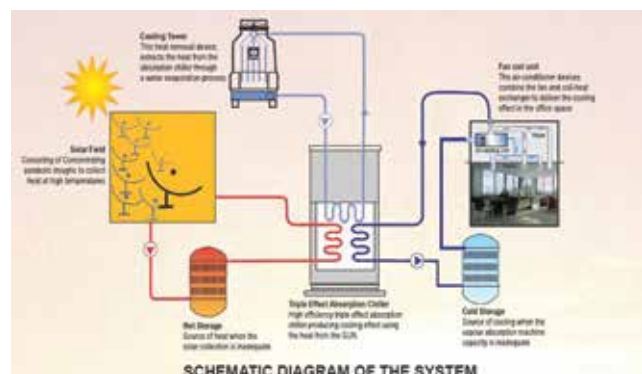 Cooling Tower
This heat removal device,
extracts the heat from the
absorption chiller through
a water evaporation process
Fan coil unit
The air-conditioner devices
combine the fan and coil-heat
exchanger to deliver the cooling
effect in the office space
Solar Field
Consisting of Concentrating
parabolic troughs to collect
heat at high temperatures
Hot Storage
Source of heat when the
solar collection is inadequate
Triple Effect Absorption Chiller
High efficiency triple effect absorption
chiller producing cooling effect using
the heat from the SUN
Cold Storage
Source of cooling when the
absorption machine
capacity is inadequate
SCHEMATIC DIAGRAM OF THE SYSTEM